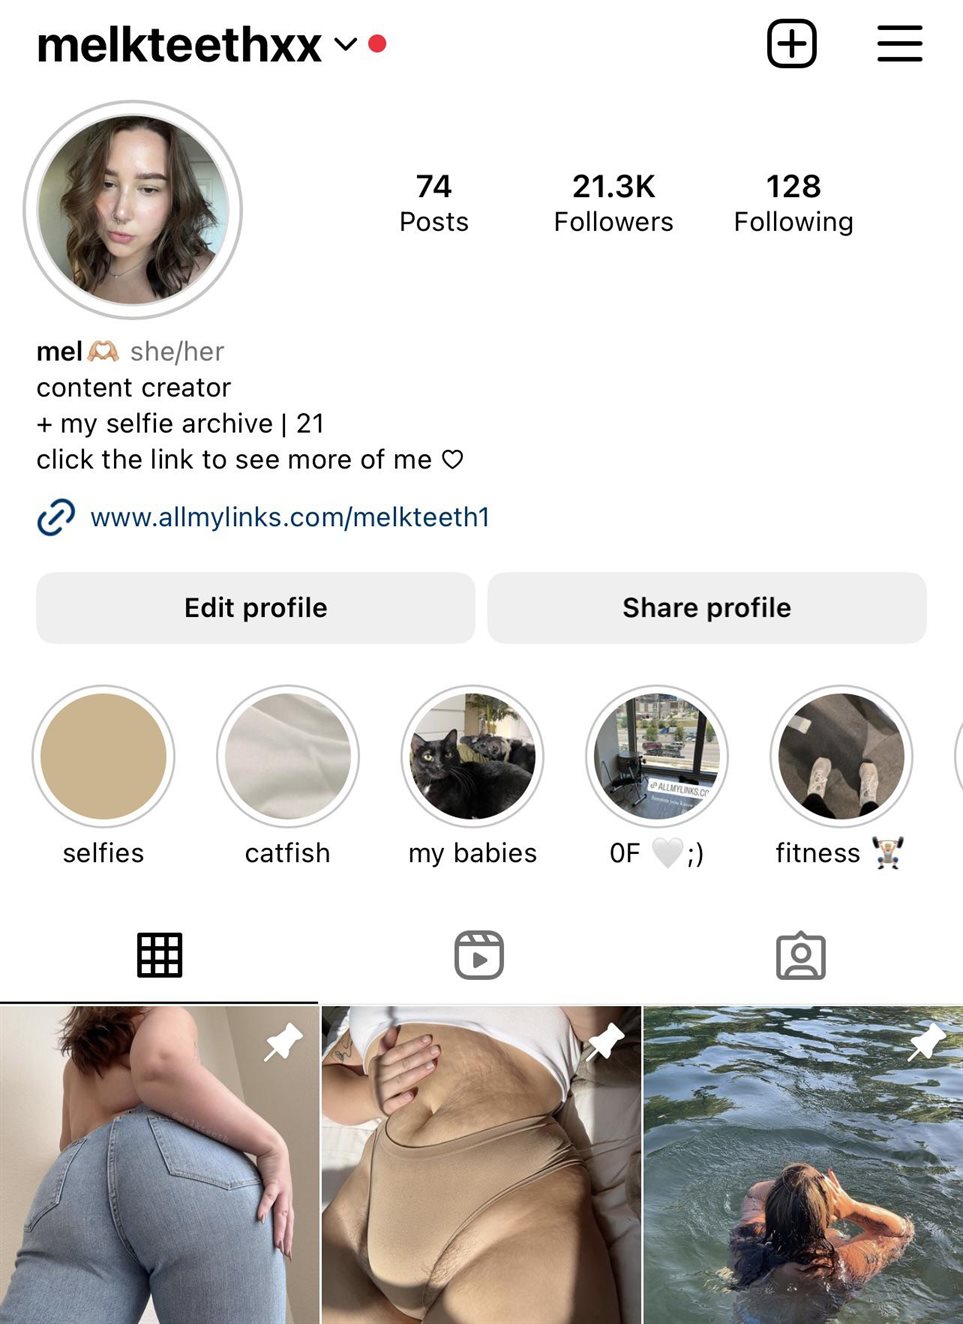 melkteethxx
74
Posts
21.3K
Followers
128
Following
mel🫶🏼 she/her
content creator
+ my selfie archive | 21
click the link to see more of me ♡
www.allmylinks.com/melkteeth1
Edit profile
Share profile
ALLMYLINKS.CO
selfies
catfish
my babies
0F 🤍;)
fitness 🏋🏼